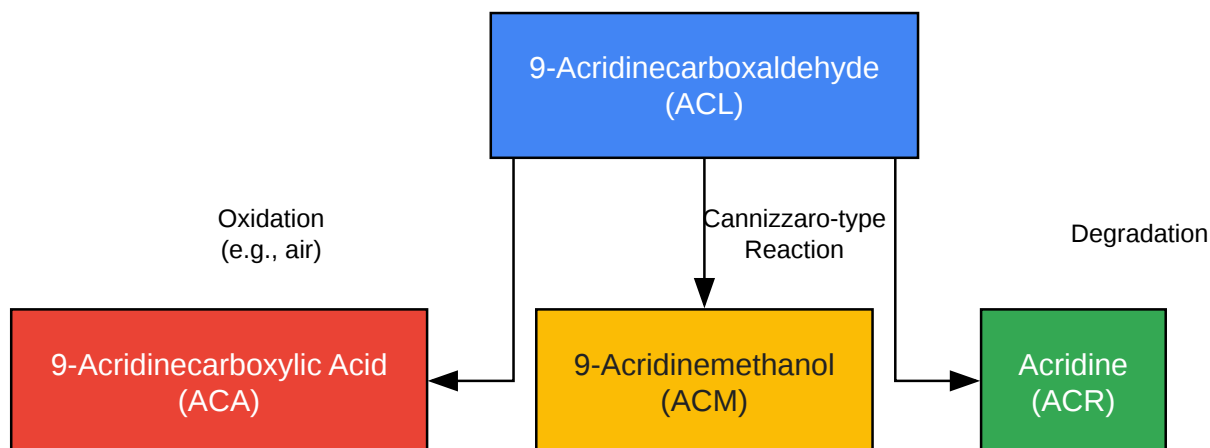 9-Acridinecarboxaldehyde
(ACL)
Oxidation
(e.g., air)
Cannizzaro-type
Reaction
Degradation
9-Acridinecarboxylic Acid
(ACA)
9-Acridinemethanol
(ACM)
Acridine
(ACR)